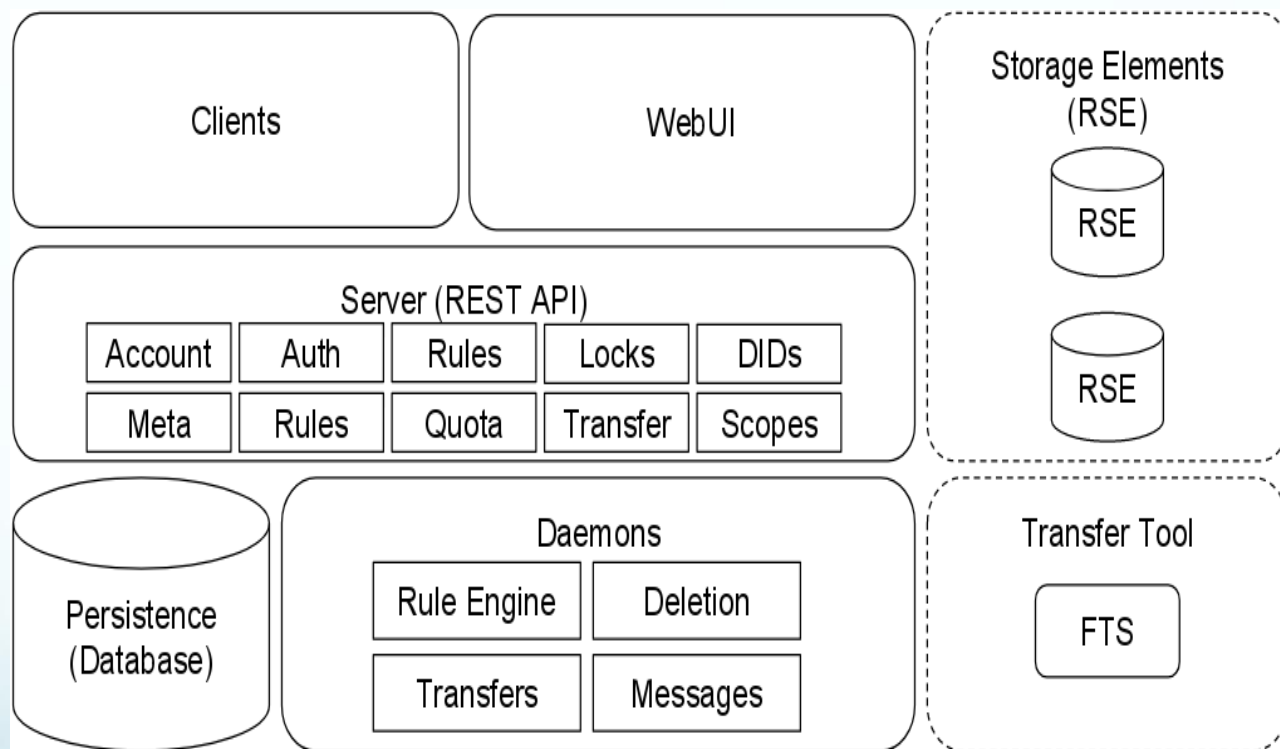 Clients
WebUI
Storage Elements
(RSE)
RSE
RSE
Server (REST API)
Account
Auth
Rules
Locks
DIDs
Meta
Rules
Quota
Transfer
Scopes
Persistence
(Database)
Daemons
Rule Engine
Deletion
Transfers
Messages
Transfer Tool
FTS